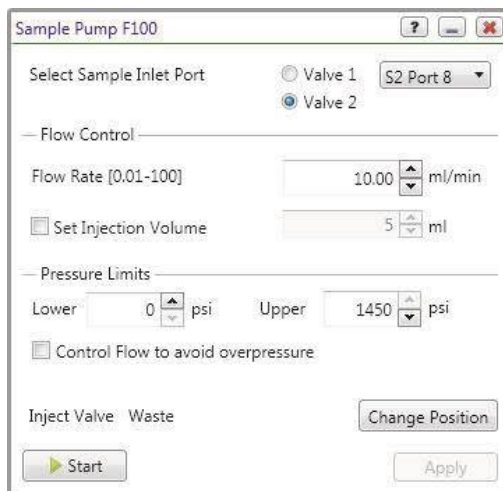 Sample Pump F100 ?
Select Sample Inlet Port Valve 1 S2 Port 8
Valve 2
Flow Control
Flow Rate [0.01-100] 10.00 ml/min
Set Injection Volume 5 ml
Pressure Limits
Lower 0 psi Upper 1450 psi
Control Flow to avoid overpressure
Inject Valve Waste Change Position
Start Apply